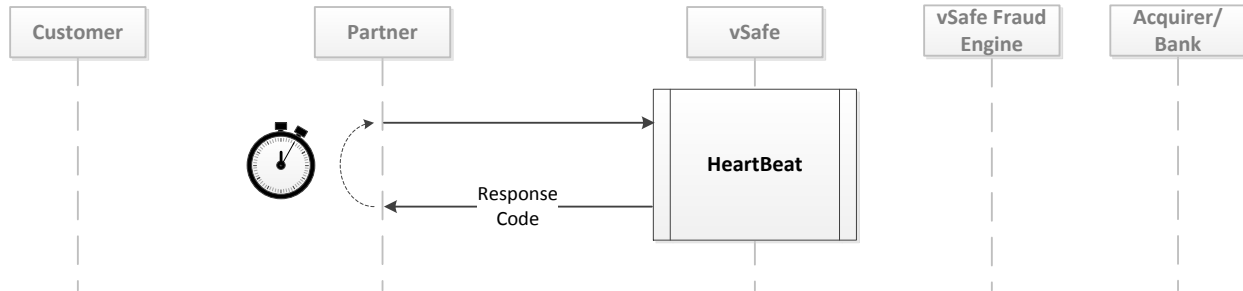 Customer
Partner
vSafe
vSafe Fraud
Engine
Acquirer/
Bank
HeartBeat
Response
Code